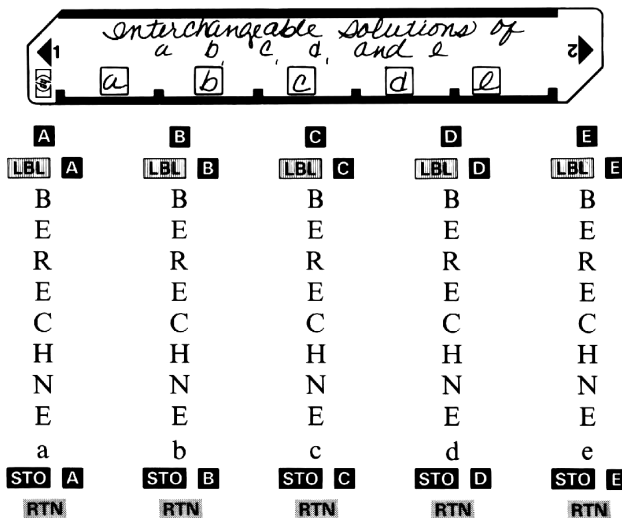 Interchangeable Solutions of
a b, c, d, and e
1 2
a b c d e
A B C D E
LBL A LBL B LBL C LBL D LBL E
B B B B B
E E E E E
R R R R R
E E E E E
C C C C C
H H H H H
N N N N N
E E E E E
a b c d e
STO A STO B STO C STO D STO E
RTN RTN RTN RTN RTN